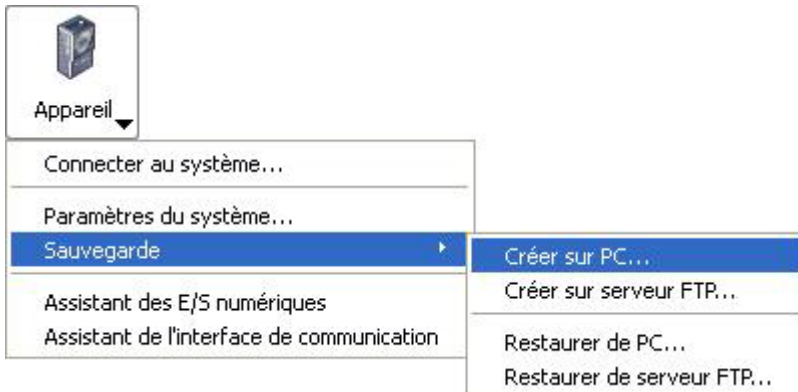 Appareil
Connecter au système...
Paramètres du système...
Sauvegarde
Créer sur PC...
Créer sur serveur FTP...
Assistant des E/S numériques
Assistant de l'interface de communication
Restaurer de PC...
Restaurer de serveur FTP...